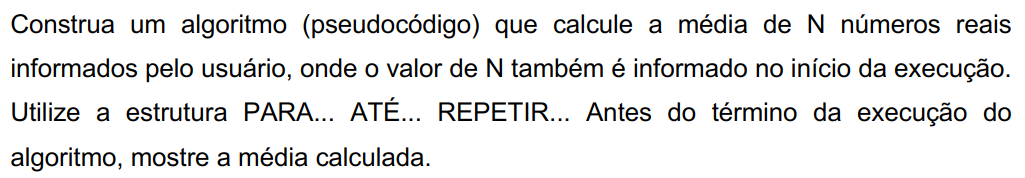 Construa um algoritmo (pseudocódigo) que calcule a média de N números reais
informados pelo usuário, onde o valor de N também é informado no início da execução.
Utilize a estrutura PARA... ATÉ... REPETIR... Antes do término da execução do
algoritmo, mostre a média calculada.